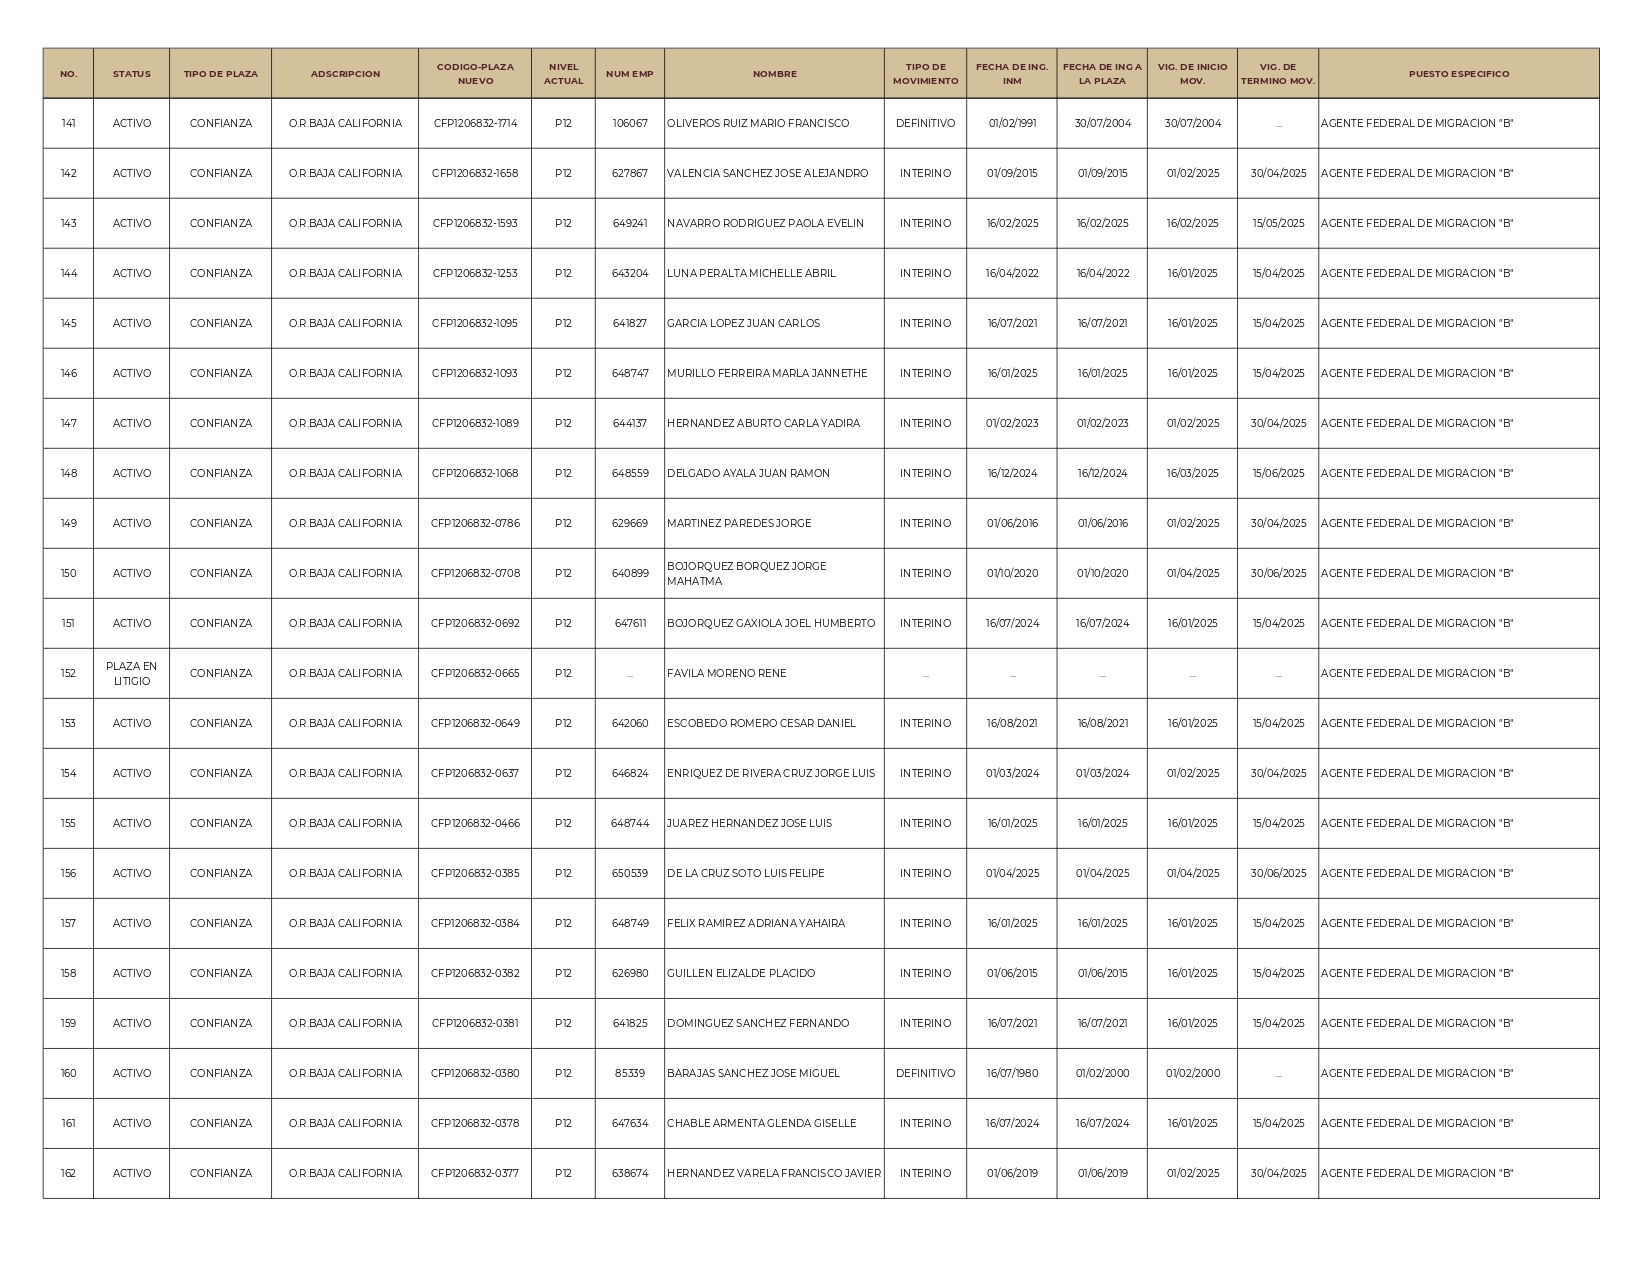 NO. STATUS TIPO DE PLAZA ADSCRIPCION CODIGO-PLAZA NUEVO NIVEL ACTUAL NUM EMP NOMBRE TIPO DE MOVIMIENTO FECHA DE ING. INM FECHA DE ING A LA PLAZA VIG. DE INICIO MOV. VIG. DE TERMINO MOV. PUESTO ESPECIFICO
141 ACTIVO CONFIANZA O.R.BAJA CALIFORNIA CFP1206832-1714 P12 106067 OLIVEROS RUIZ MARIO FRANCISCO DEFINITIVO 01/02/1991 30/07/2004 30/07/2004 ... AGENTE FEDERAL DE MIGRACION "B"
142 ACTIVO CONFIANZA O.R.BAJA CALIFORNIA CFP1206832-1658 P12 627867 VALENCIA SANCHEZ JOSE ALEJANDRO INTERINO 01/09/2015 01/09/2015 01/02/2025 30/04/2025 AGENTE FEDERAL DE MIGRACION "B"
143 ACTIVO CONFIANZA O.R.BAJA CALIFORNIA CFP1206832-1593 P12 649241 NAVARRO RODRIGUEZ PAOLA EVELIN INTERINO 16/02/2025 16/02/2025 16/02/2025 15/05/2025 AGENTE FEDERAL DE MIGRACION "B"
144 ACTIVO CONFIANZA O.R.BAJA CALIFORNIA CFP1206832-1253 P12 643204 LUNA PERALTA MICHELLE ABRIL INTERINO 16/04/2022 16/04/2022 16/01/2025 15/04/2025 AGENTE FEDERAL DE MIGRACION "B"
145 ACTIVO CONFIANZA O.R.BAJA CALIFORNIA CFP1206832-1095 P12 641827 GARCIA LOPEZ JUAN CARLOS INTERINO 16/07/2021 16/07/2021 16/01/2025 15/04/2025 AGENTE FEDERAL DE MIGRACION "B"
146 ACTIVO CONFIANZA O.R.BAJA CALIFORNIA CFP1206832-1093 P12 648747 MURILLO FERREIRA MARLA JANNETHE INTERINO 16/01/2025 16/01/2025 16/01/2025 15/04/2025 AGENTE FEDERAL DE MIGRACION "B"
147 ACTIVO CONFIANZA O.R.BAJA CALIFORNIA CFP1206832-1089 P12 644137 HERNANDEZ ABURTO CARLA YADIRA INTERINO 01/02/2023 01/02/2023 01/02/2025 30/04/2025 AGENTE FEDERAL DE MIGRACION "B"
148 ACTIVO CONFIANZA O.R.BAJA CALIFORNIA CFP1206832-1068 P12 648559 DELGADO AYALA JUAN RAMON INTERINO 16/12/2024 16/12/2024 16/03/2025 15/06/2025 AGENTE FEDERAL DE MIGRACION "B"
149 ACTIVO CONFIANZA O.R.BAJA CALIFORNIA CFP1206832-0786 P12 629669 MARTINEZ PAREDES JORGE INTERINO 01/06/2016 01/06/2016 01/02/2025 30/04/2025 AGENTE FEDERAL DE MIGRACION "B"
150 ACTIVO CONFIANZA O.R.BAJA CALIFORNIA CFP1206832-0708 P12 640899 BOJORQUEZ BORQUEZ JORGE MAHATMA INTERINO 01/10/2020 01/10/2020 01/04/2025 30/06/2025 AGENTE FEDERAL DE MIGRACION "B"
151 ACTIVO CONFIANZA O.R.BAJA CALIFORNIA CFP1206832-0692 P12 647611 BOJORQUEZ GAXIOLA JOEL HUMBERTO INTERINO 16/07/2024 16/07/2024 16/01/2025 15/04/2025 AGENTE FEDERAL DE MIGRACION "B"
152 PLAZA EN LITIGIO CONFIANZA O.R.BAJA CALIFORNIA CFP1206832-0665 P12 ... FAVILA MORENO RENE ... ... ... ... ... AGENTE FEDERAL DE MIGRACION "B"
153 ACTIVO CONFIANZA O.R.BAJA CALIFORNIA CFP1206832-0649 P12 642060 ESCOBEDO ROMERO CESAR DANIEL INTERINO 16/08/2021 16/08/2021 16/01/2025 15/04/2025 AGENTE FEDERAL DE MIGRACION "B"
154 ACTIVO CONFIANZA O.R.BAJA CALIFORNIA CFP1206832-0637 P12 646824 ENRIQUEZ DE RIVERA CRUZ JORGE LUIS INTERINO 01/03/2024 01/03/2024 01/02/2025 30/04/2025 AGENTE FEDERAL DE MIGRACION "B"
155 ACTIVO CONFIANZA O.R.BAJA CALIFORNIA CFP1206832-0466 P12 648744 JUAREZ HERNANDEZ JOSE LUIS INTERINO 16/01/2025 16/01/2025 16/01/2025 15/04/2025 AGENTE FEDERAL DE MIGRACION "B"
156 ACTIVO CONFIANZA O.R.BAJA CALIFORNIA CFP1206832-0385 P12 650539 DE LA CRUZ SOTO LUIS FELIPE INTERINO 01/04/2025 01/04/2025 01/04/2025 30/06/2025 AGENTE FEDERAL DE MIGRACION "B"
157 ACTIVO CONFIANZA O.R.BAJA CALIFORNIA CFP1206832-0384 P12 648749 FELIX RAMIREZ ADRIANA YAHAIRA INTERINO 16/01/2025 16/01/2025 16/01/2025 15/04/2025 AGENTE FEDERAL DE MIGRACION "B"
158 ACTIVO CONFIANZA O.R.BAJA CALIFORNIA CFP1206832-0382 P12 626980 GUILLEN ELIZALDE PLACIDO INTERINO 01/06/2015 01/06/2015 16/01/2025 15/04/2025 AGENTE FEDERAL DE MIGRACION "B"
159 ACTIVO CONFIANZA O.R.BAJA CALIFORNIA CFP1206832-0381 P12 641825 DOMINGUEZ SANCHEZ FERNANDO INTERINO 16/07/2021 16/07/2021 16/01/2025 15/04/2025 AGENTE FEDERAL DE MIGRACION "B"
160 ACTIVO CONFIANZA O.R.BAJA CALIFORNIA CFP1206832-0380 P12 85339 BARAJAS SANCHEZ JOSE MIGUEL DEFINITIVO 16/07/1980 01/02/2000 01/02/2000 ... AGENTE FEDERAL DE MIGRACION "B"
161 ACTIVO CONFIANZA O.R.BAJA CALIFORNIA CFP1206832-0378 P12 647634 CHABLE ARMENTA GLENDA GISELLE INTERINO 16/07/2024 16/07/2024 16/01/2025 15/04/2025 AGENTE FEDERAL DE MIGRACION "B"
162 ACTIVO CONFIANZA O.R.BAJA CALIFORNIA CFP1206832-0377 P12 638674 HERNANDEZ VARELA FRANCISCO JAVIER INTERINO 01/06/2019 01/06/2019 01/02/2025 30/04/2025 AGENTE FEDERAL DE MIGRACION "B"